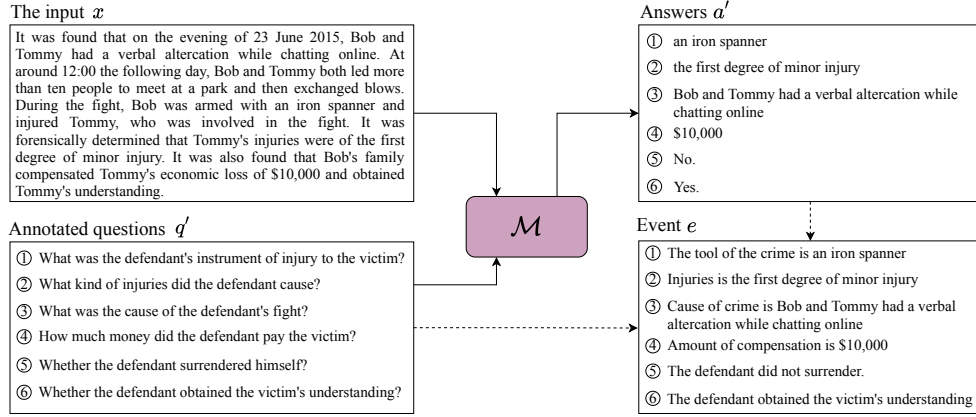 The input x
It was found that on the evening of 23 June 2015, Bob and
Tommy had a verbal altercation while chatting online. At
around 12:00 the following day, Bob and Tommy both led more
than ten people to meet at a park and then exchanged blows.
During the fight, Bob was armed with an iron spanner and
injured Tommy, who was involved in the fight. It was
forensically determined that Tommy's injuries were of the first
degree of minor injury. It was also found that Bob's family
compensated Tommy's economic loss of $10,000 and obtained
Tommy's understanding.
Annotated questions q′
① What was the defendant's instrument of injury to the victim?
② What kind of injuries did the defendant cause?
③ What was the cause of the defendant's fight?
④ How much money did the defendant pay the victim?
⑤ Whether the defendant surrendered himself?
⑥ Whether the defendant obtained the victim's understanding?
M
Answers a′
① an iron spanner
② the first degree of minor injury
③ Bob and Tommy had a verbal altercation while
chatting online
④ $10,000
⑤ No.
⑥ Yes.
Event e
① The tool of the crime is an iron spanner
② Injuries is the first degree of minor injury
③ Cause of crime is Bob and Tommy had a verbal
altercation while chatting online
④ Amount of compensation is $10,000
⑤ The defendant did not surrender.
⑥ The defendant obtained the victim's understanding